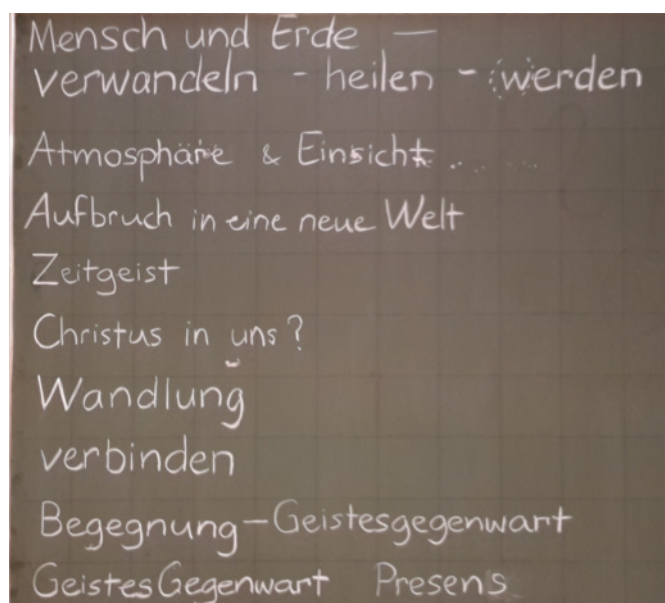 Mensch und Erde —
verwandeln - heilen - (werden
Atmosphäre & Einsicht .. ...
Aufbruch in eine neue Welt
Zeitgeist
Christus in uns?
Wandlung
verbinden
Begegnung - Geistesgegenwart
GeistesGegenwart Presens